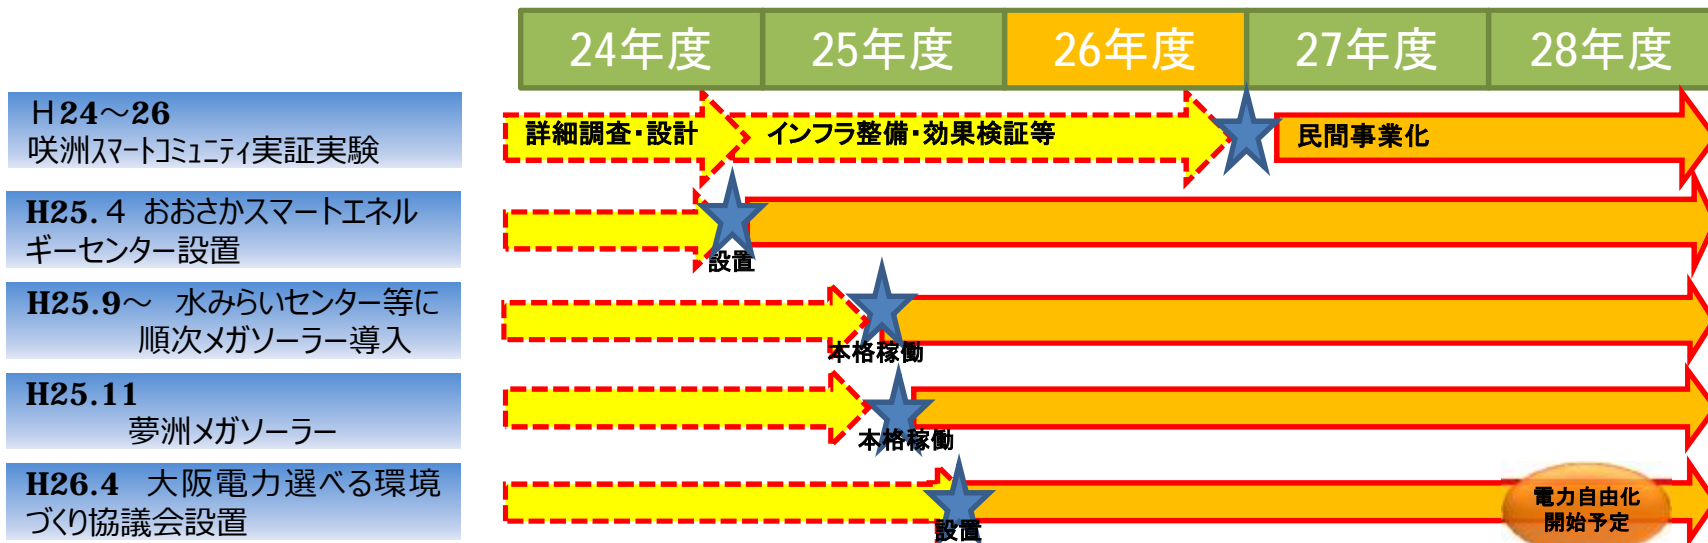 24年度 25年度 26年度 27年度 28年度
H24～26
咲洲スマートコミュニティ実証実験
詳細調査・設計 インフラ整備・効果検証等 民間事業化
H25.４ おおさかスマートエネル
ギーセンター設置
設置
H25.9～ 水みらいセンター等に
順次メガソーラー導入
本格稼働
H25.11
夢洲メガソーラー
本格稼働
H26.4 大阪電力選べる環境
づくり協議会設置
設置
電力自由化
開始予定